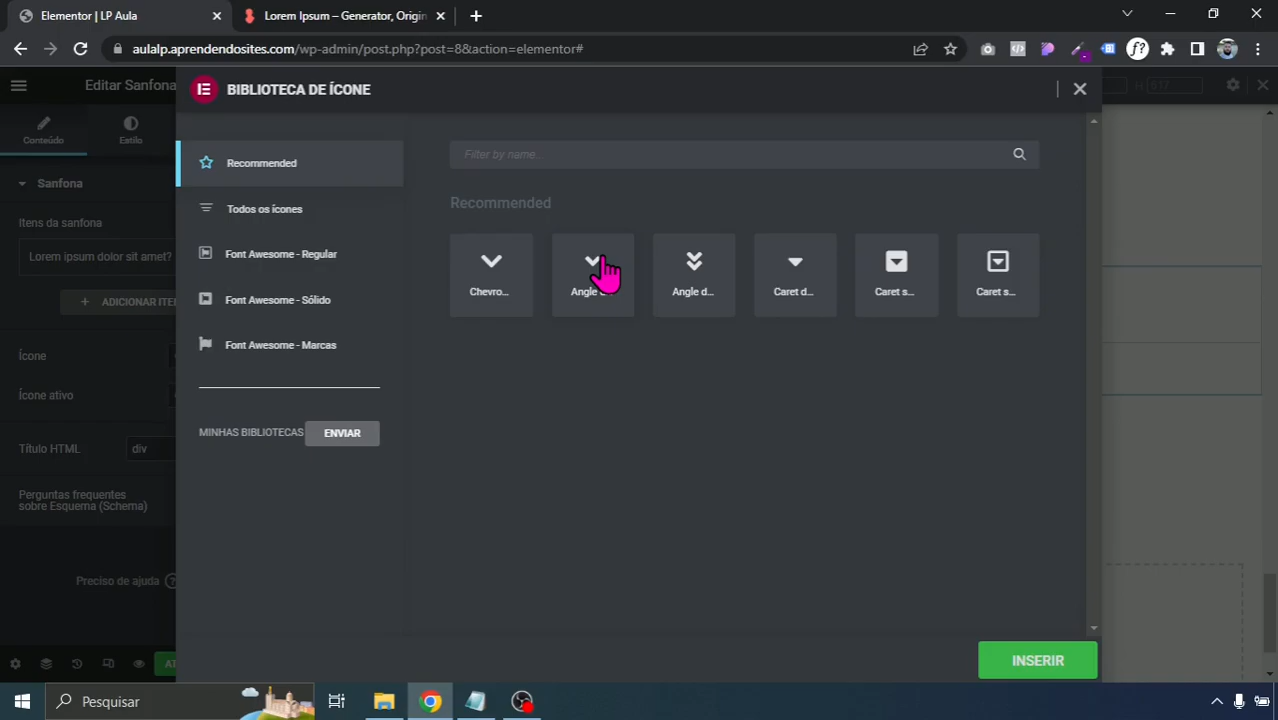 Elementor | LP Aula
Lorem Ipsum – Generator, Origin
aulalp.aprendendosites.com/wp-admin/post.php?post=8&action=elementor#
Editar Sanfona
BIBLIOTECA DE ÍCONE
H 517
Conteúdo
Estilo
Recommended
Filter by name...
Sanfona
Recommended
Todos os ícones
Itens da sanfona
Lorem ipsum dolor sit amet?
Font Awesome - Regular
Chevro...
Angle d...
Angle d...
Caret d...
Caret s...
Caret s...
ADICIONAR ITE
Font Awesome - Sólido
Font Awesome - Marcas
Ícone
Ícone ativo
MINHAS BIBLIOTECAS
ENVIAR
Título HTML
div
Perguntas frequentes
sobre Esquema (Schema)
Preciso de ajuda
AT
INSERIR
Pesquisar